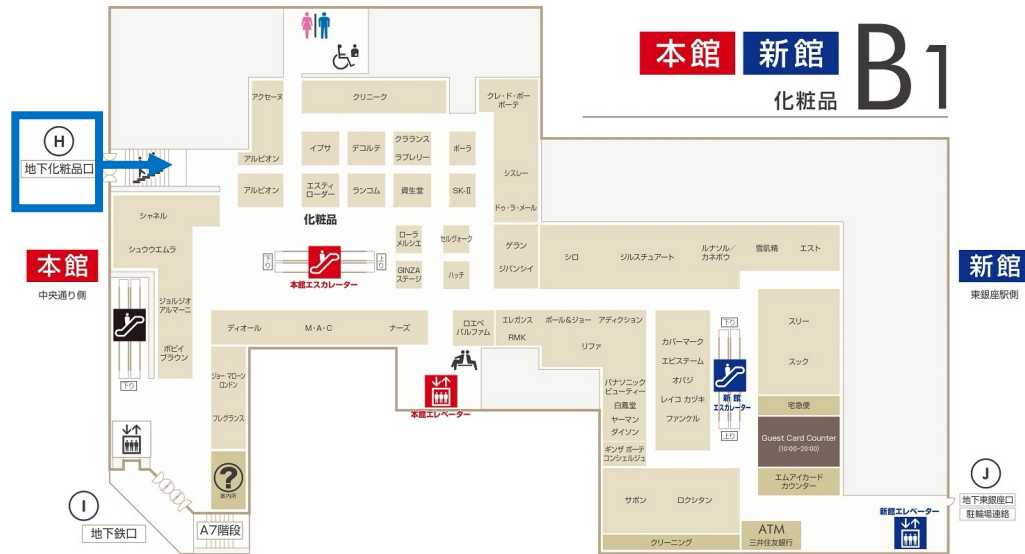 本館 新館 B1
化粧品
H
地下化粧品口
アクセーヌ
クリニーク
クレ・ド・ポー
ボーテ
アルビオン
イプサ
デコルテ
クラランス
ラプレリー
ポーラ
アルビオン
エスティ
ローダー
ランコム
資生堂
SK-II
シスレー
ドゥ・ラ・メール
シャネル
シュウウエムラ
化粧品
ローラ
メルシエ
セルヴォーク
ゲラン
ジバンシイ
シロ
ジルスチュアート
ルナソル／
カネボウ
雪肌精
エスト
本館
中央通り側
下り
上り
本館エスカレーター
GINZA
ステージ
ハッチ
新館
東銀座駅側
ジョルジオ
アルマーニ
ボビイ
ブラウン
下り
ディオール
M・A・C
ナーズ
ロエベ
パルファム
エレガンス
RMK
ポール&ジョー
アディクション
リファ
カバーマーク
エピステーム
オバジ
レイコ カヅキ
ファンケル
下り
新館
エスカレーター
上り
スリー
スック
ジョー マローン
ロンドン
フレグランス
本館エレベーター
パナソニック
ビューティー
白鳳堂
ヤーマン
ダイソン
ギンザ ボーテ
コンシェルジュ
宅急便
Guest Card Counter
(10:00-20:00)
エムアイカード
カウンター
?
案内所
サボン
ロクシタン
クリーニング
ATM
三井住友銀行
新館エレベーター
J
地下東銀座口
駐輪場連絡
I
地下鉄口
A7階段